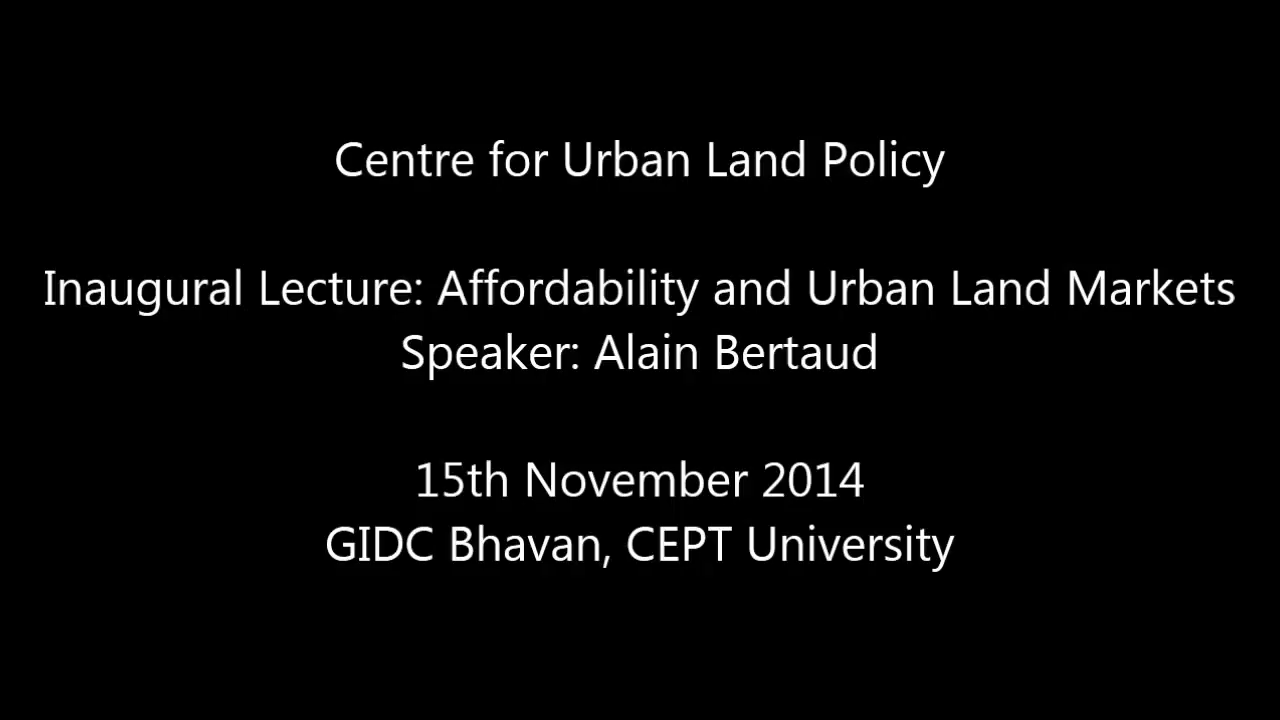 Centre for Urban Land Policy
Inaugural Lecture: Affordability and Urban Land Markets
Speaker: Alain Bertaud
15th November 2014
GIDC Bhavan, CEPT University